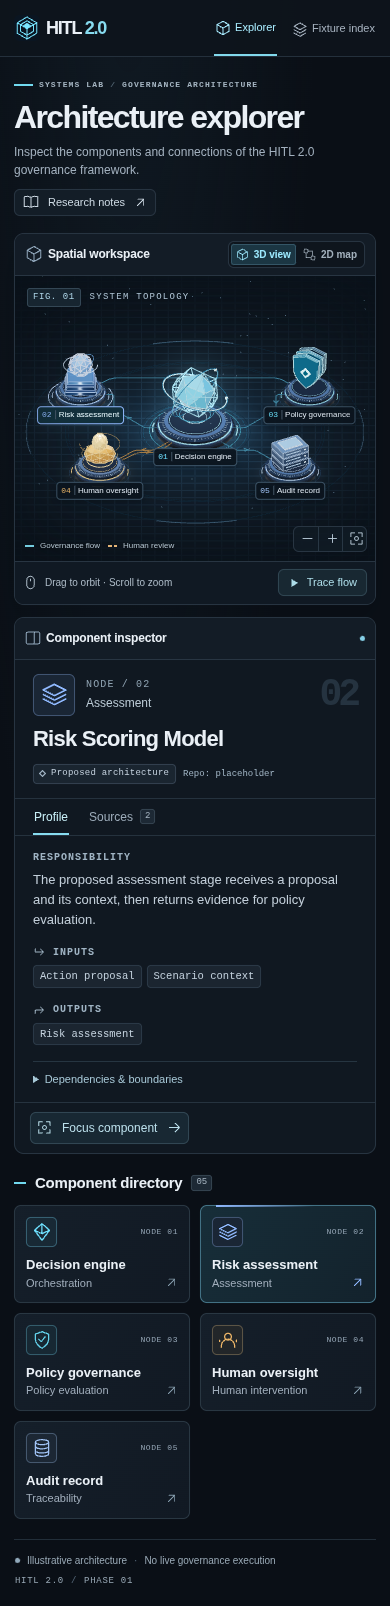 HITL 2.0
Explorer
Fixture index
SYSTEMS LAB / GOVERNANCE ARCHITECTURE
Architecture explorer
Inspect the components and connections of the HITL 2.0
governance framework.
Research notes
Spatial workspace
3D view
2D map
FIG. 01
SYSTEM TOPOLOGY
02 Risk assessment
03 Policy governance
01 Decision engine
04 Human oversight
05 Audit record
Governance flow
Human review
Drag to orbit · Scroll to zoom
Trace flow
Component inspector
NODE / 02
Assessment
02
Risk Scoring Model
Proposed architecture
Repo: placeholder
Profile
Sources 2
RESPONSIBILITY
The proposed assessment stage receives a proposal
and its context, then returns evidence for policy
evaluation.
INPUTS
Action proposal
Scenario context
OUTPUTS
Risk assessment
Dependencies & boundaries
Focus component
Component directory 05
NODE 01
Decision engine
Orchestration
NODE 02
Risk assessment
Assessment
NODE 03
Policy governance
Policy evaluation
NODE 04
Human oversight
Human intervention
NODE 05
Audit record
Traceability
Illustrative architecture · No live governance execution
HITL 2.0 / PHASE 01